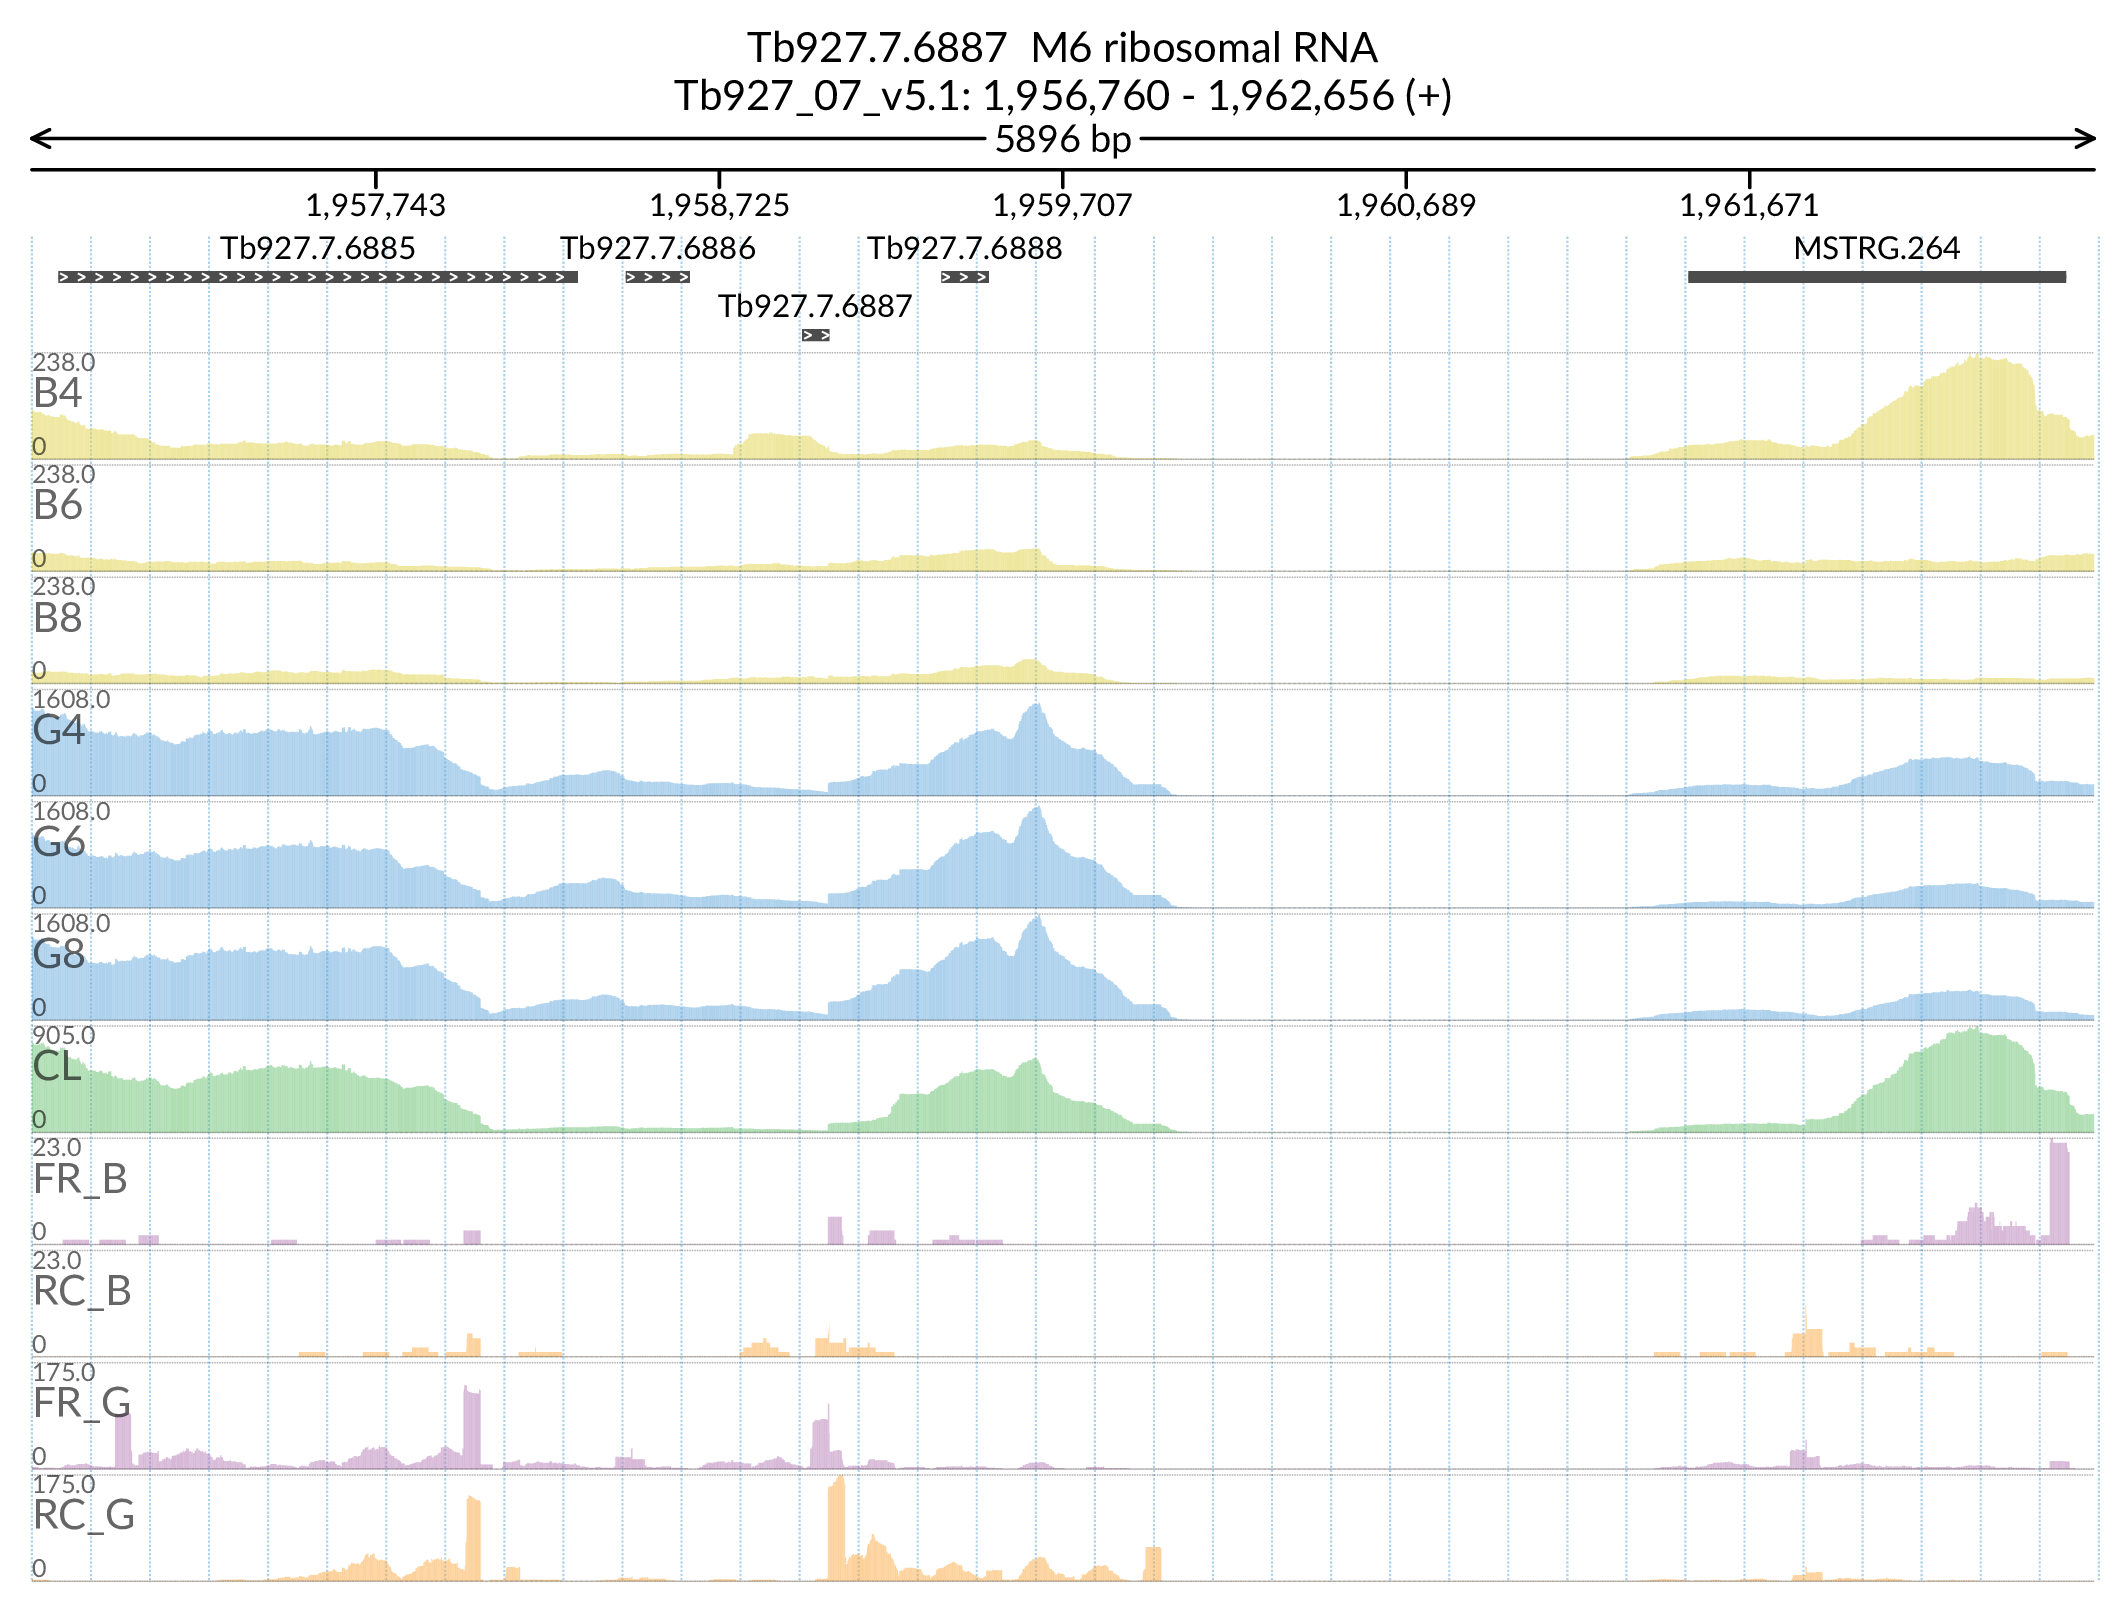 Tb927.7.6887 M6 ribosomal RNA
Tb927_07_v5.1: 1,956,760 - 1,962,656 (+)
5896 bp
1,957,743 1,958,725 1,959,707 1,960,689 1,961,671
Tb927.7.6885 Tb927.7.6886 Tb927.7.6888 MSTRG.264
Tb927.7.6887
238.0
B4
0
238.0
B6
0
238.0
B8
0
1608.0
G4
0
1608.0
G6
0
1608.0
G8
0
905.0
CL
0
23.0
FR_B
0
23.0
RC_B
0
175.0
FR_G
0
175.0
RC_G
0